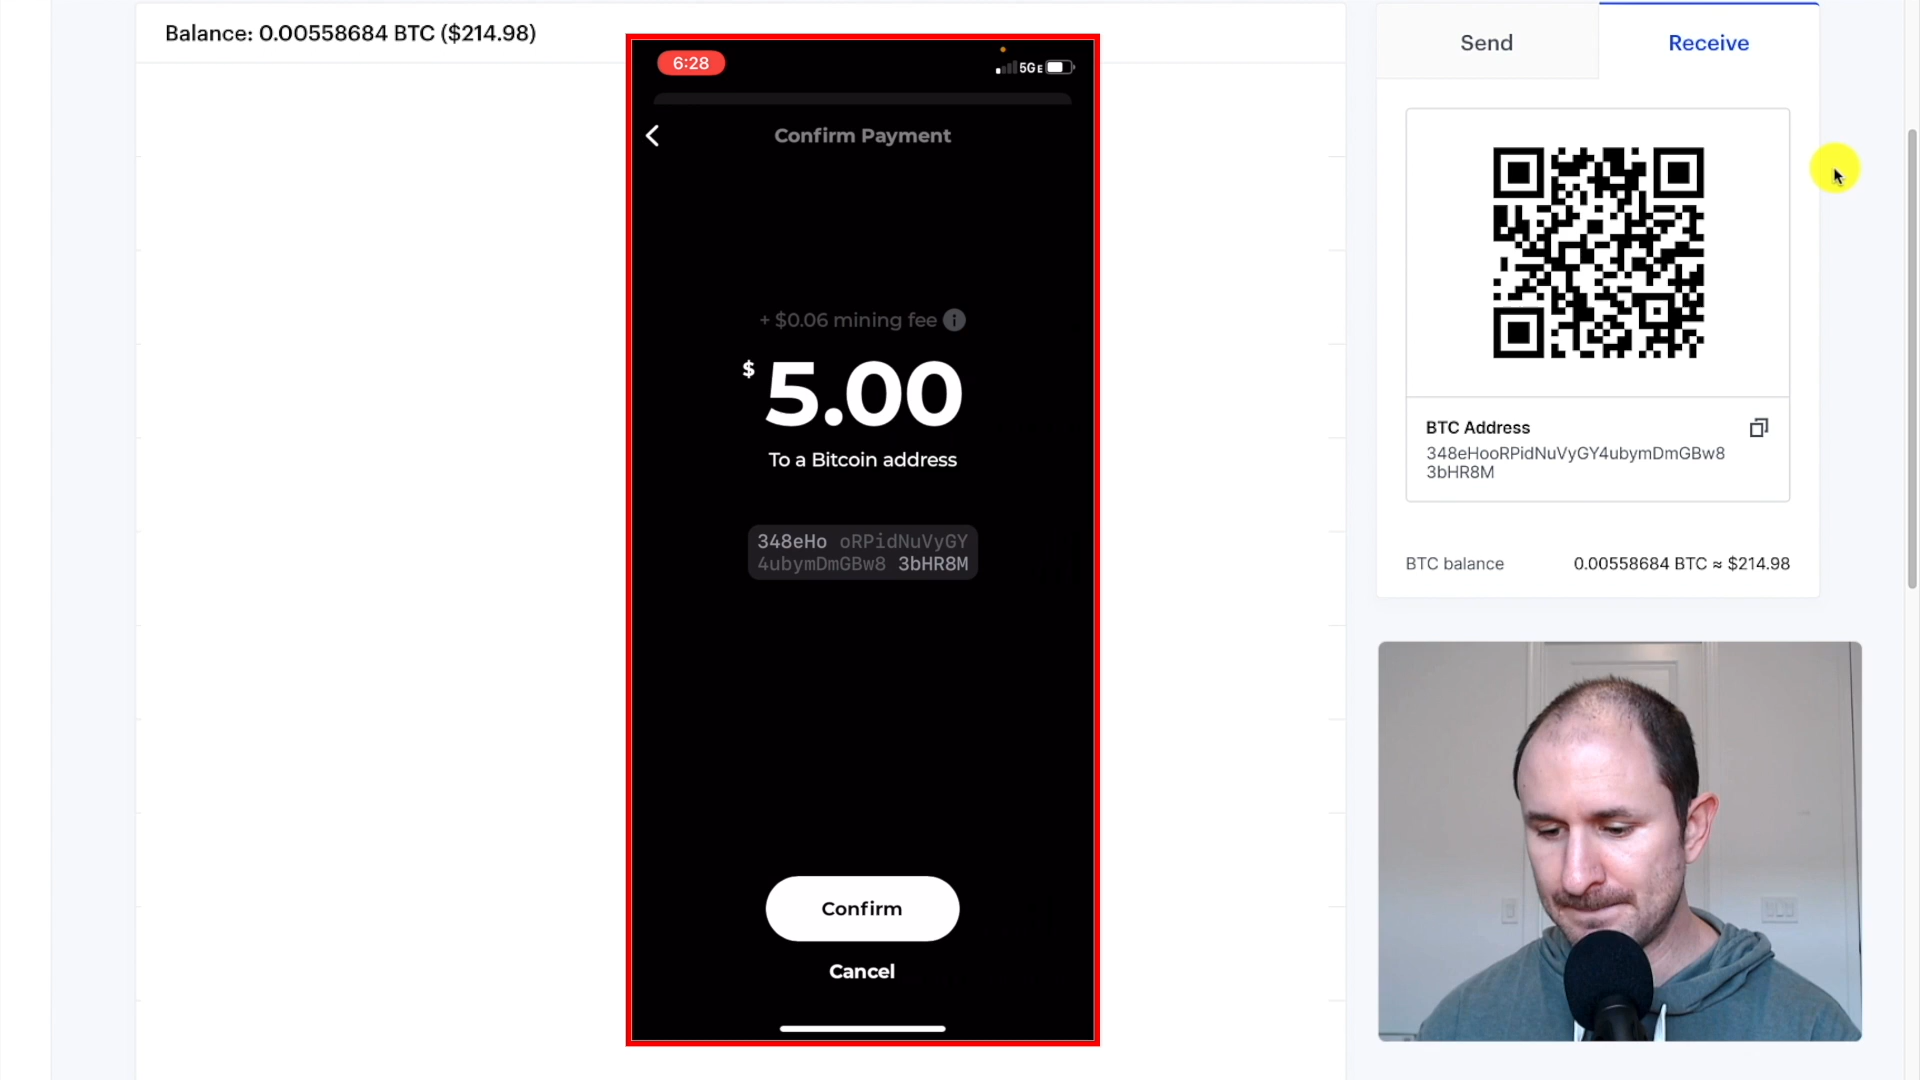 Balance: 0.00558684 BTC ($214.98)
6:28
5GE
Confirm Payment
+ $0.06 mining fee
$ 5.00
To a Bitcoin address
348eHo oRPidNuVyGY
4ubymDmGBw8 3bHR8M
Confirm
Cancel
Send
Receive
BTC Address
348eHooRPidNuVyGY4ubymDmGBw8
3bHR8M
BTC balance
0.00558684 BTC ≈ $214.98